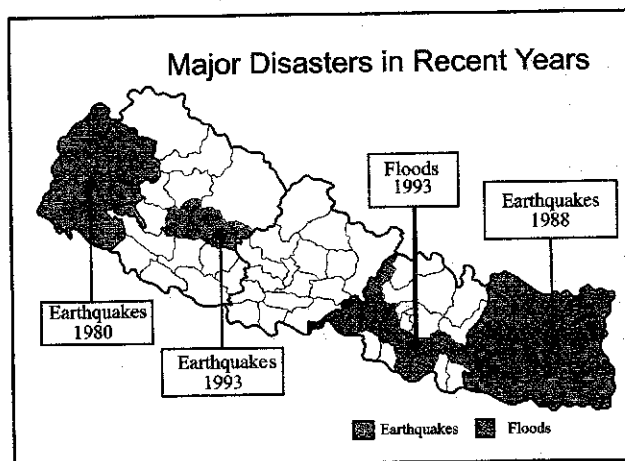 Major Disasters in Recent Years
Floods
1993
Earthquakes
1988
Earthquakes
1980
Earthquakes
1993
Earthquakes Floods